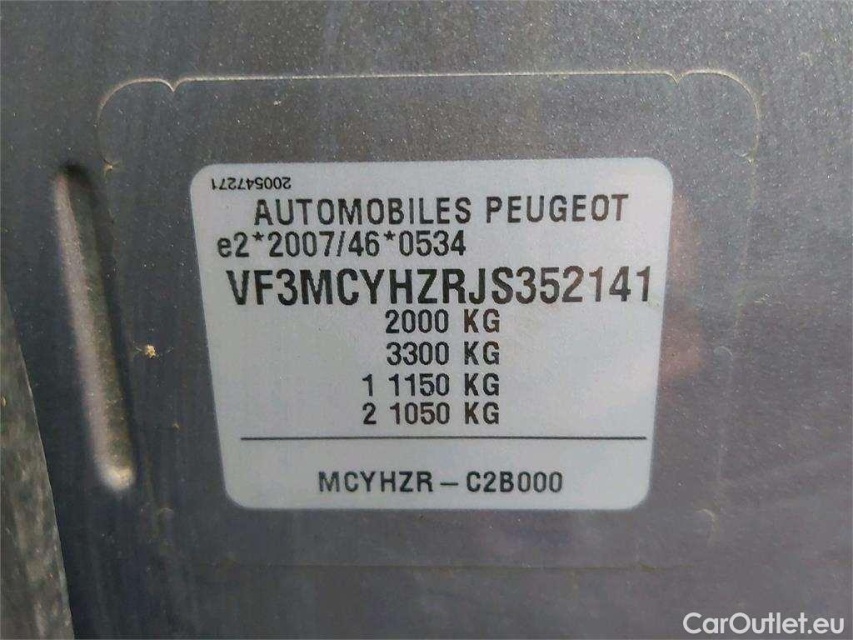 200547271
AUTOMOBILES PEUGEOT
e2*2007/46*0534
VF3MCYHZRJS352141
2000 KG
3300 KG
1 1150 KG
2 1050 KG
MCYHZR – C2B000
CarOutlet.eu